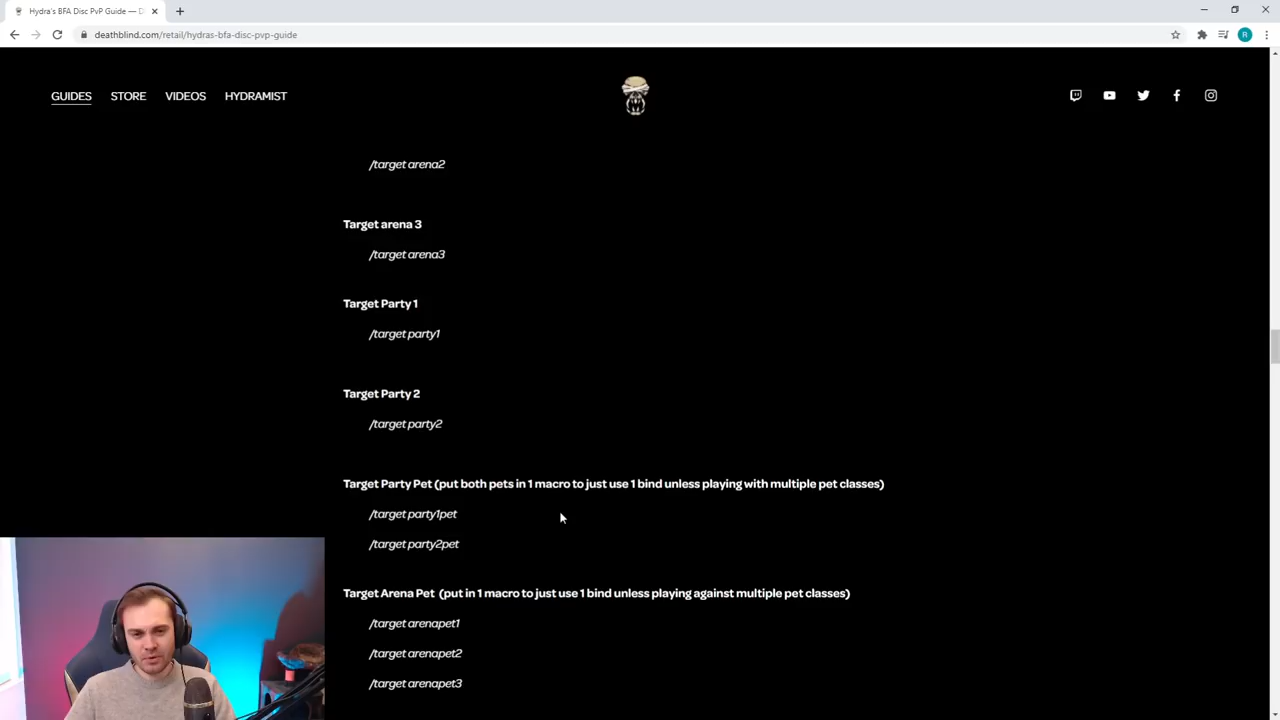 Hydra's BFA Disc PvP Guide — D
deathblind.com/retail/hydras-bfa-disc-pvp-guide
R
GUIDES STORE VIDEOS HYDRAMIST
/target arena2
Target arena 3
/target arena3
Target Party 1
/target party1
Target Party 2
/target party2
Target Party Pet (put both pets in 1 macro to just use 1 bind unless playing with multiple pet classes)
/target party1pet
/target party2pet
Target Arena Pet (put in 1 macro to just use 1 bind unless playing against multiple pet classes)
/target arenapet1
/target arenapet2
/target arenapet3